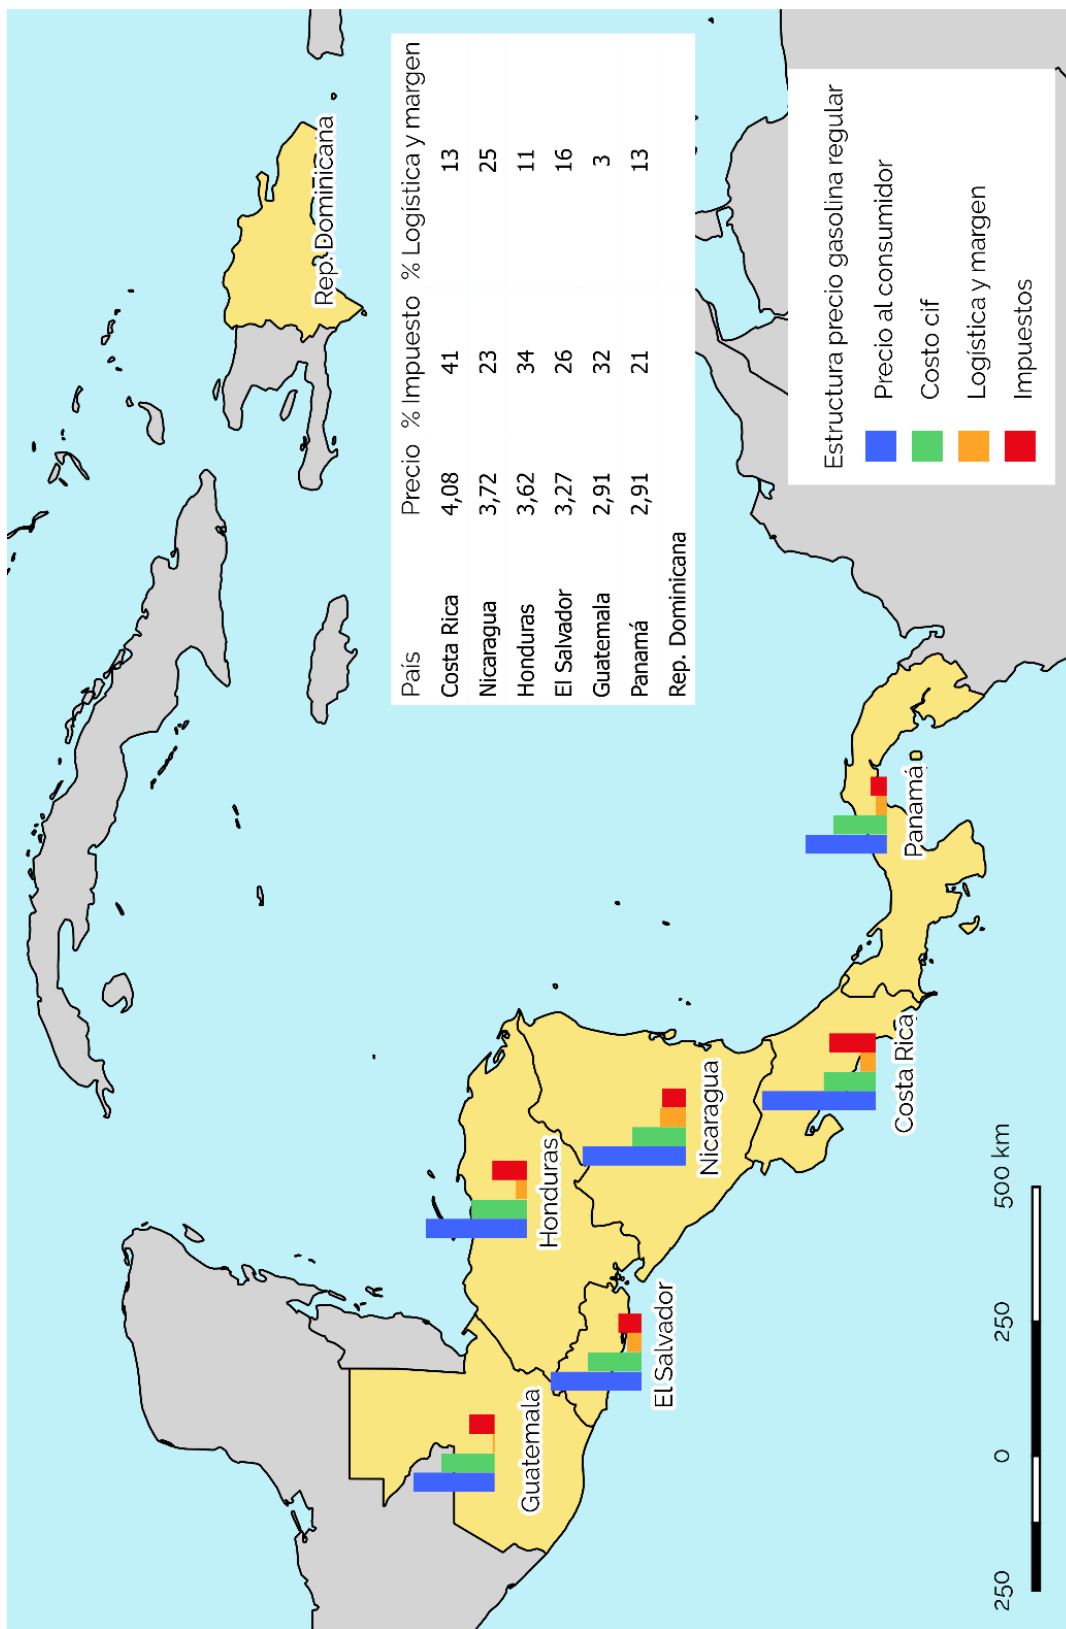 Rep. Dominicana
País Precio % Impuesto % Logística y margen
Costa Rica 4,08 41 13
Nicaragua 3,72 23 25
Honduras 3,62 34 11
El Salvador 3,27 26 16
Guatemala 2,91 32 3
Panamá 2,91 21 13
Rep. Dominicana
Guatemala
Honduras
El Salvador
Nicaragua
Costa Rica
Panamá
Estructura precio gasolina regular
Precio al consumidor
Costo cif
Logística y margen
Impuestos
250 0 250 500 km